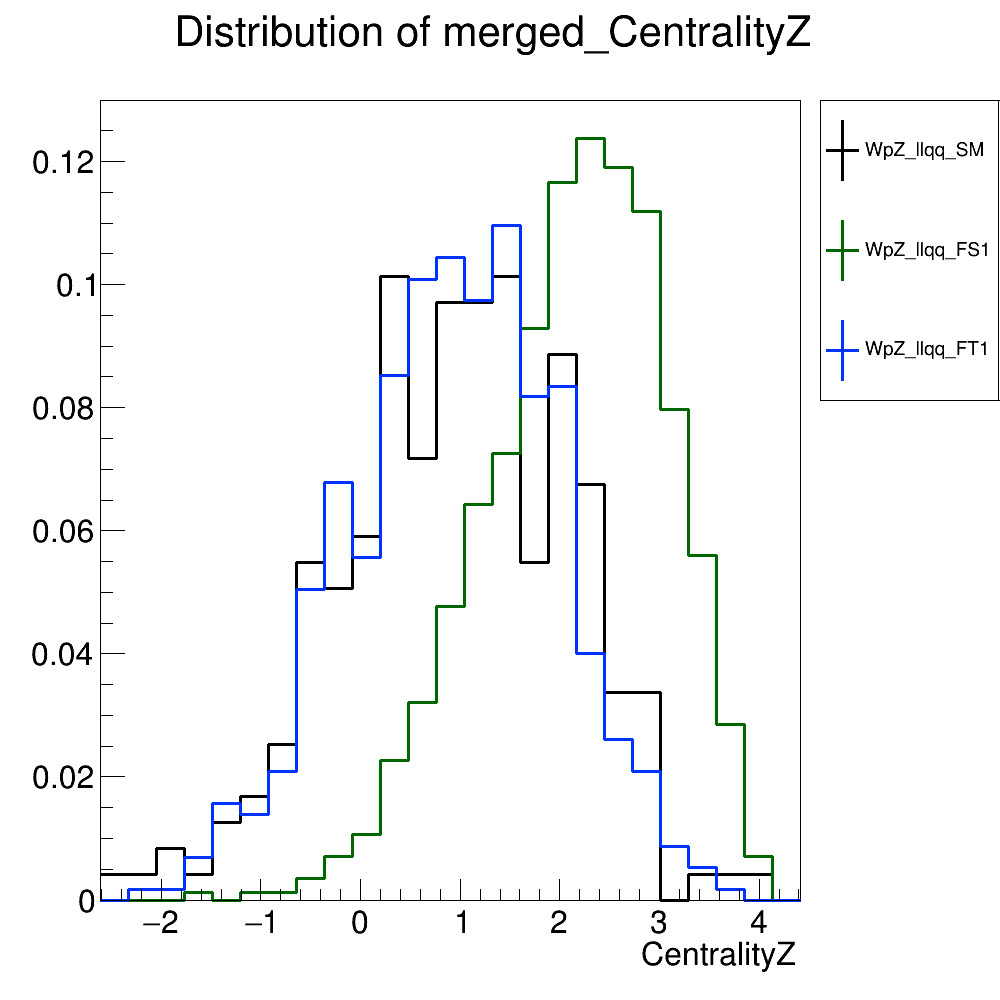 Distribution of merged_CentralityZ
0.12
0.1
0.08
0.06
0.04
0.02
0
−2 −1 0 1 2 3 4
CentralityZ
WpZ_llqq_SM
WpZ_llqq_FS1
WpZ_llqq_FT1